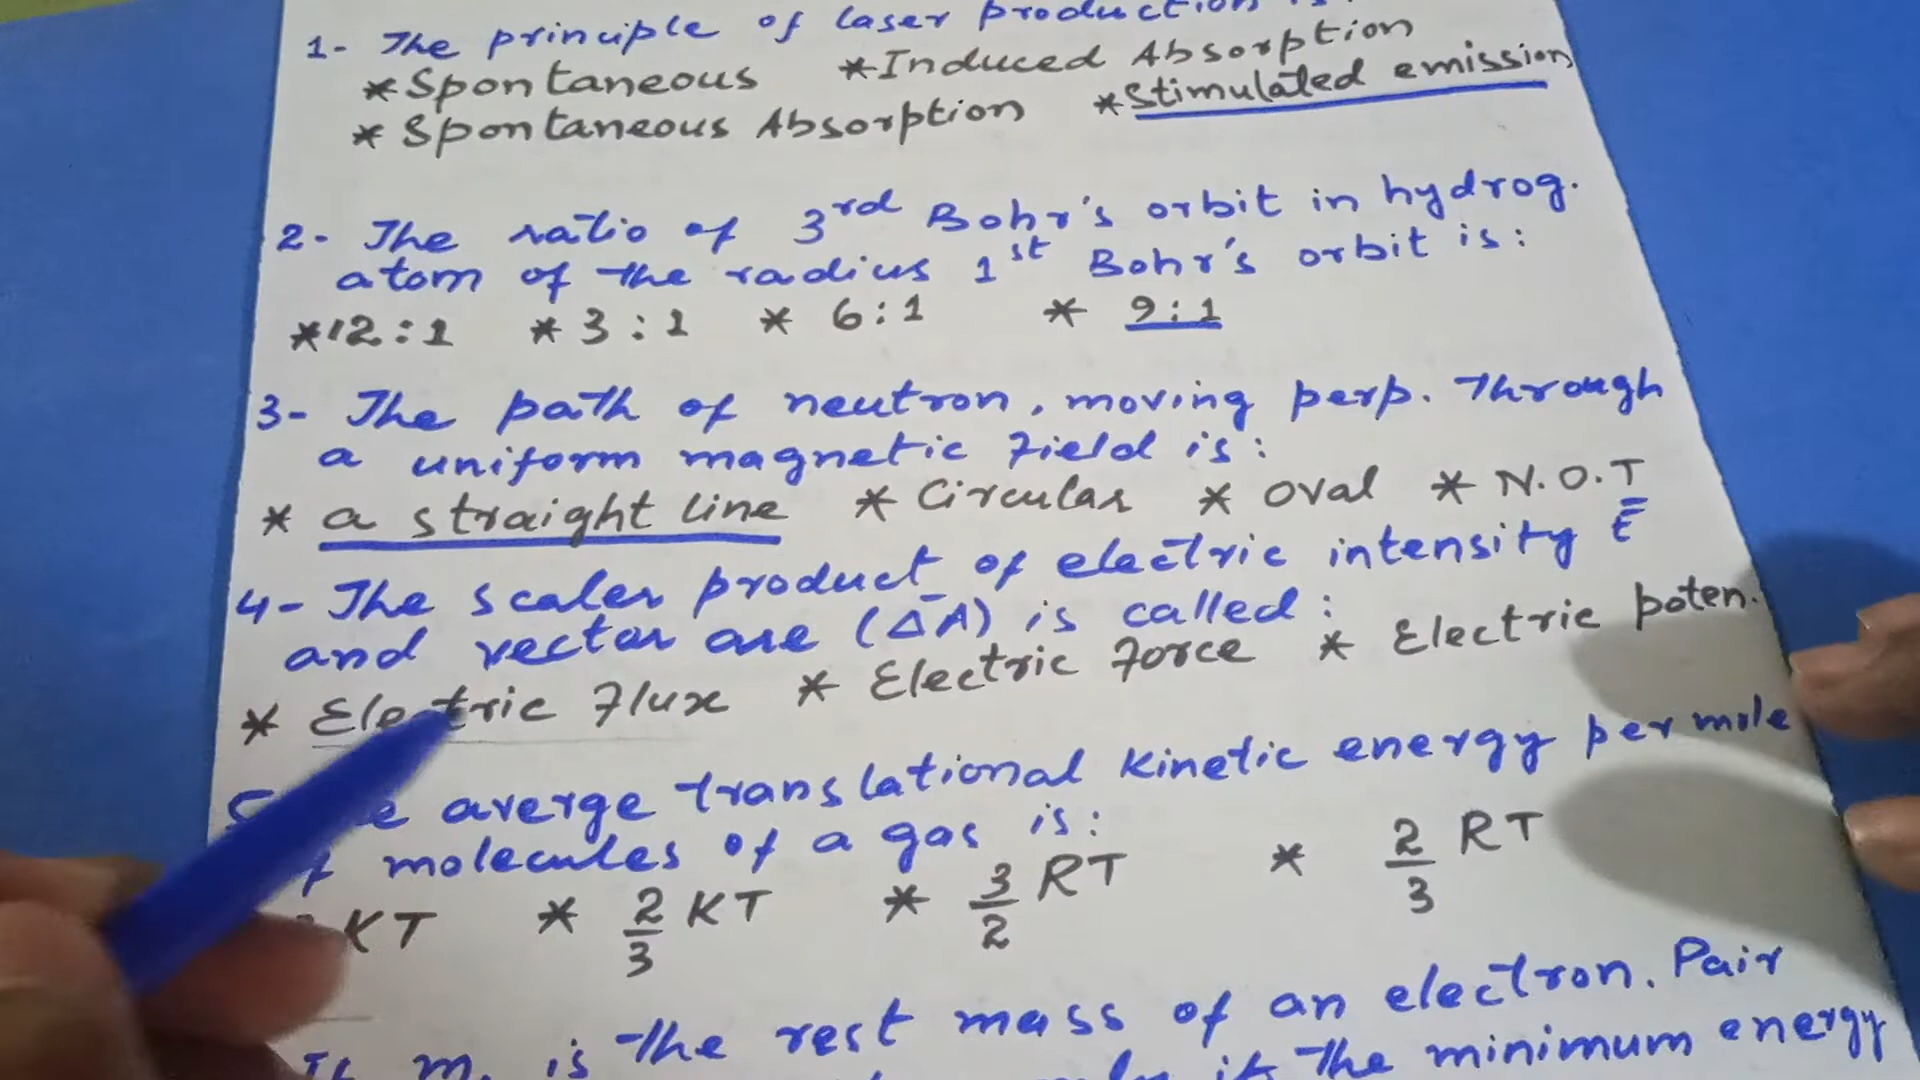 1- The principle of laser production is
*Spontaneous *Induced Absorption
* Spontaneous Absorption *Stimulated emission
2- The ratio of 3rd Bohr's orbit in hydrog.
atom of the radius 1st Bohr's orbit is:
*12:1 *3:1 * 6:1 * 9:1
3- The path of neutron, moving perp. Through
a uniform magnetic field is:
* a straight line * Circular * oval * N.O.T
4- The scaler product of electric intensity E̅
and vector are (ΔA̅) is called:
* Electric Flux * Electric Force * Electric poten.
averge translational kinetic energy per mole
molecules of a gas is:
KT * 2/3 KT * 3/2 RT * 2/3 RT
is the rest mass of an electron. Pair
the minimum energy